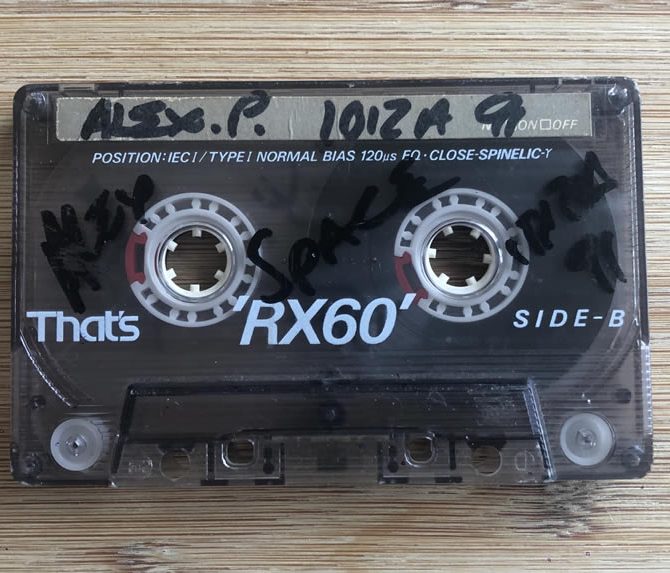 ALEX. P. IBIZA 91
ON□OFF
POSITION:IEC I/TYPE I NORMAL BIAS 120µs EQ·CLOSE-SPINELIC-γ
ALEX P SPACE IBIZA 91
That's 'RX60' SIDE-B